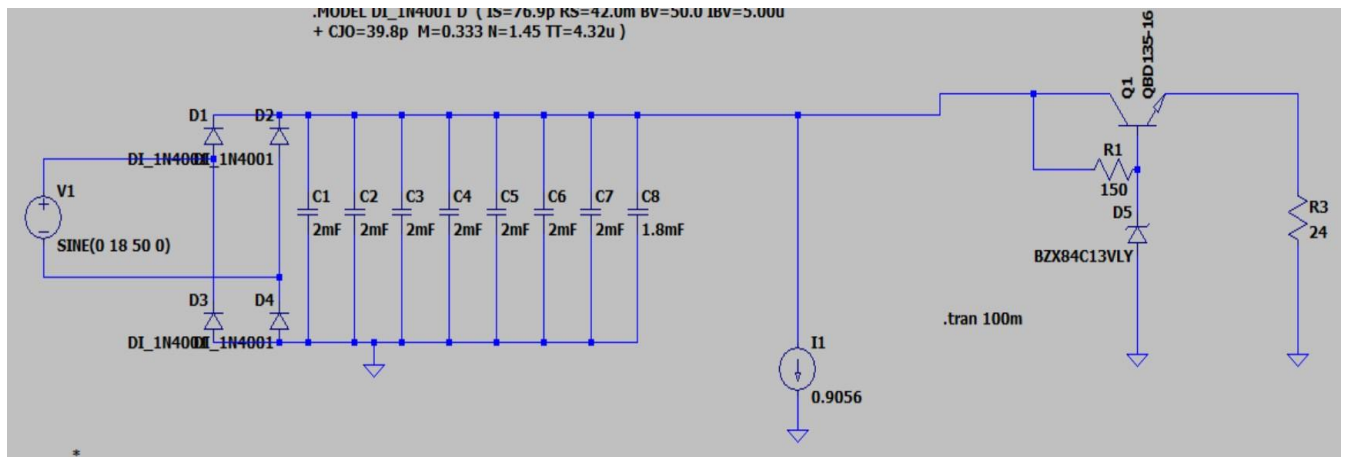 .MODEL DI_1N4001 D ( IS=76.9p RS=42.0m BV=50.0 IBV=5.00u
+ CJO=39.8p M=0.333 N=1.45 TT=4.32u )
Q1
QBD135-16
D1
D2
DI_1N4001
DI_1N4001
R1
150
V1
SINE(0 18 50 0)
C1
2mF
C2
2mF
C3
2mF
C4
2mF
C5
2mF
C6
2mF
C7
2mF
C8
1.8mF
D5
BZX84C13VLY
R3
24
D3
D4
DI_1N4001
DI_1N4001
.tran 100m
I1
0.9056
*